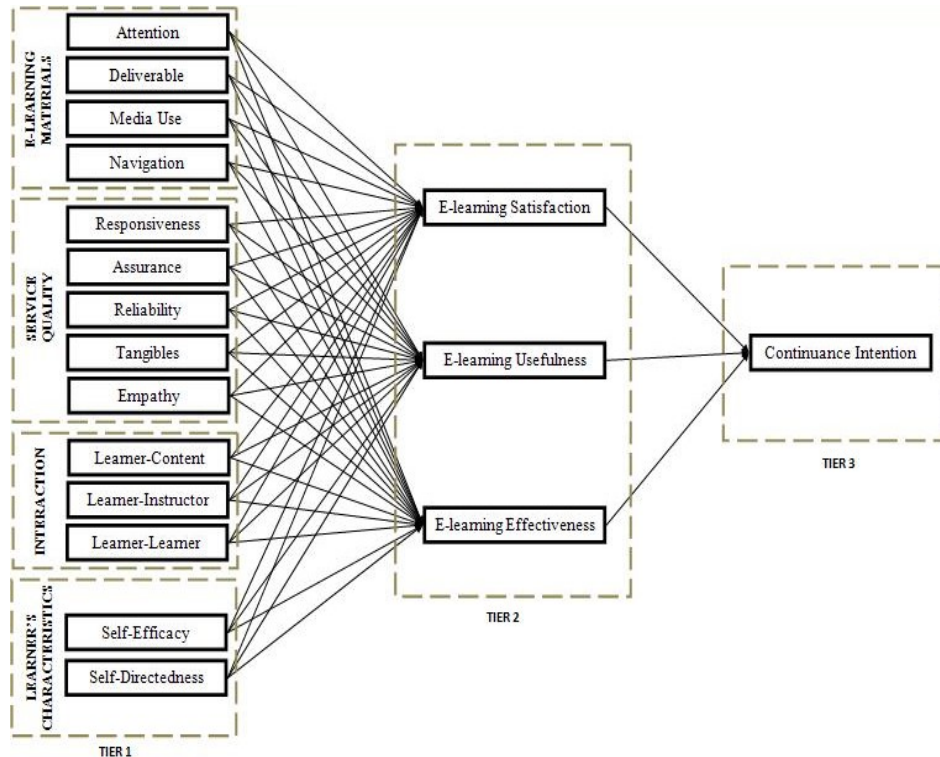 E-LEARNING
MATERIALS
Attention
Deliverable
Media Use
Navigation
SERVICE
QUALITY
Responsiveness
Assurance
Reliability
Tangibles
Empathy
INTERACTION
Learner-Content
Learner-Instructor
Learner-Learner
LEARNER'S
CHARACTERISTICS
Self-Efficacy
Self-Directedness
TIER 1
E-learning Satisfaction
E-learning Usefulness
E-learning Effectiveness
TIER 2
Continuance Intention
TIER 3